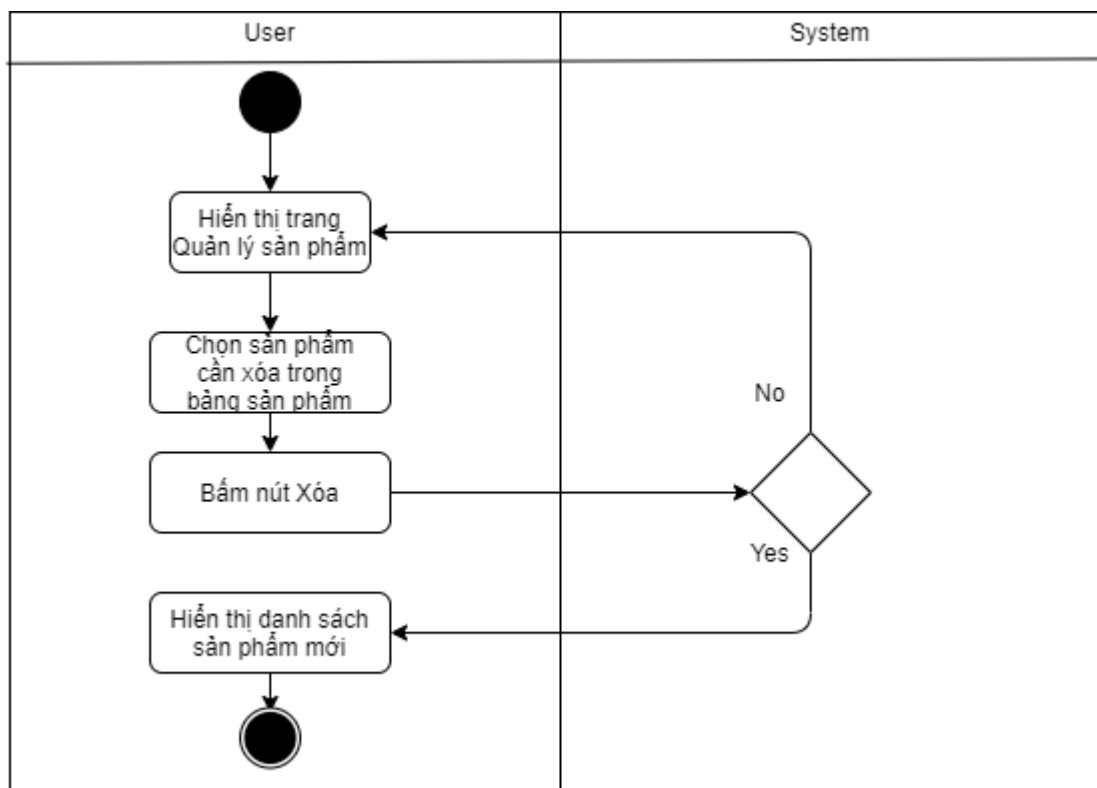 User
System
Hiển thị trang
Quản lý sản phẩm
Chọn sản phẩm
cần xóa trong
bảng sản phẩm
No
Bấm nút Xóa
Yes
Hiển thị danh sách
sản phẩm mới